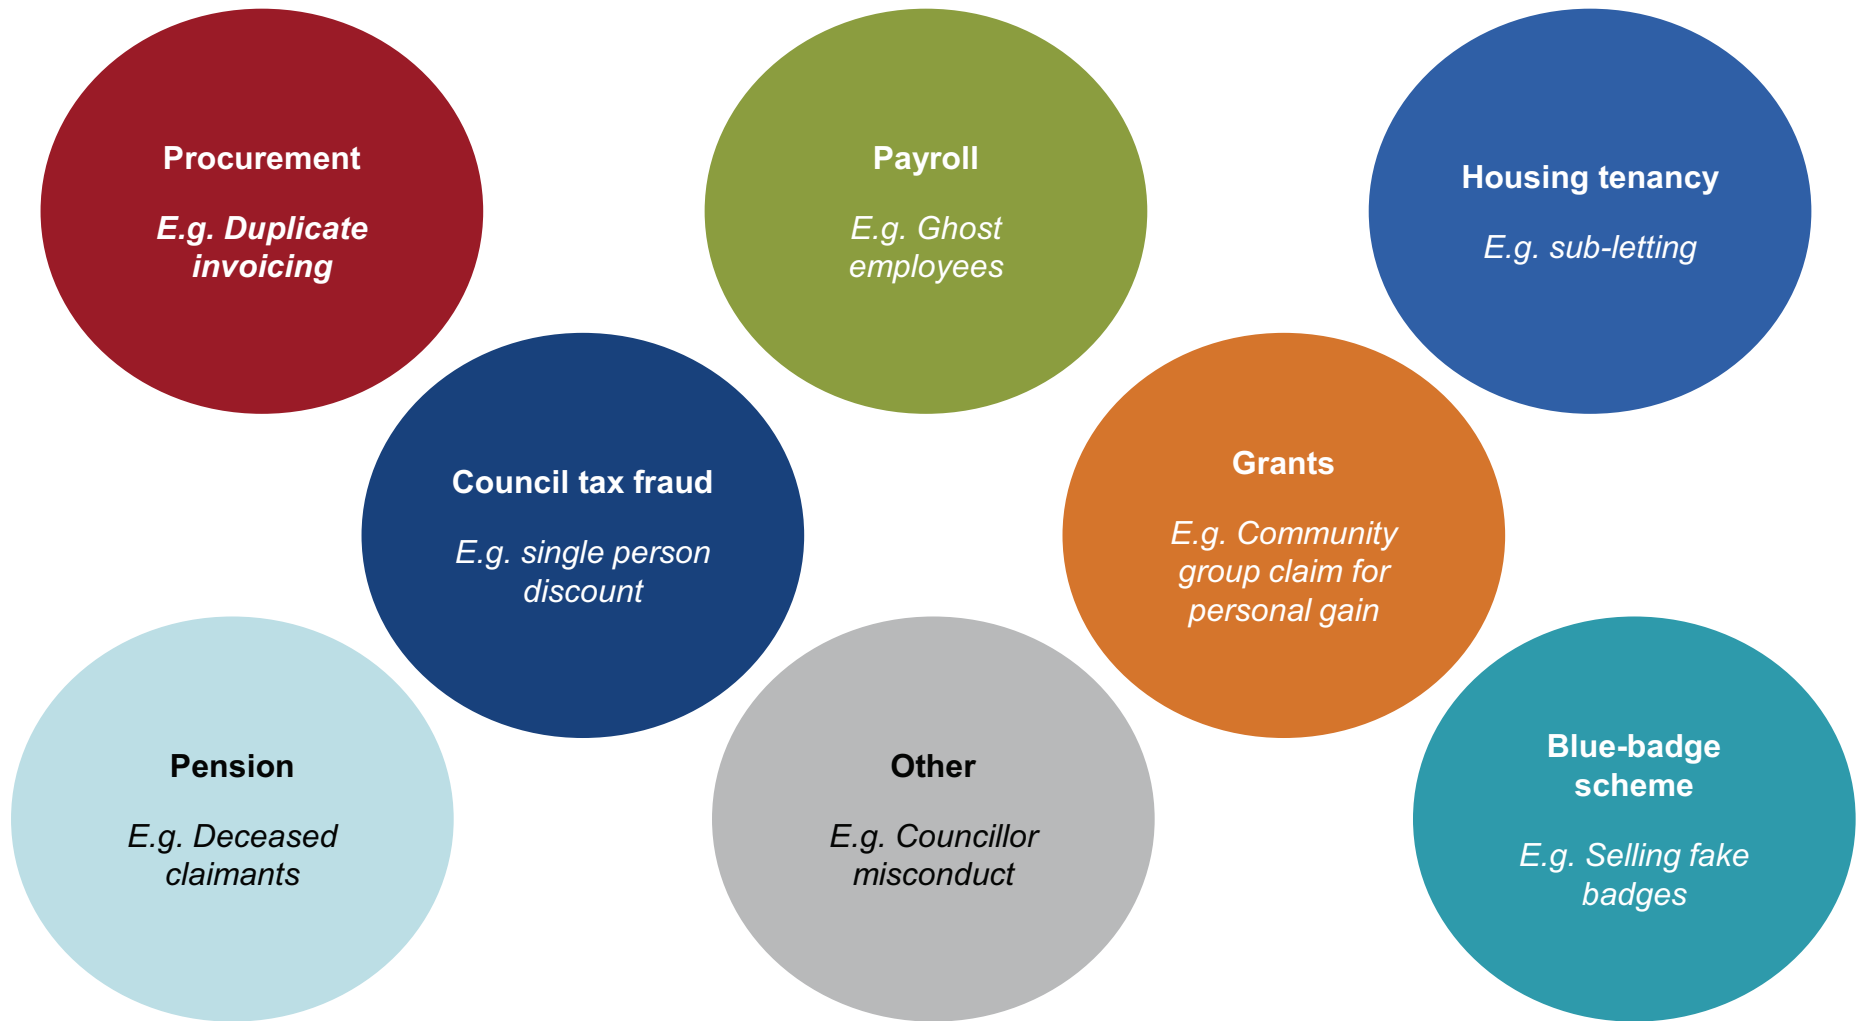 Procurement
E.g. Duplicate
invoicing
Payroll
E.g. Ghost
employees
Housing tenancy
E.g. sub-letting
Council tax fraud
E.g. single person
discount
Grants
E.g. Community
group claim for
personal gain
Pension
E.g. Deceased
claimants
Other
E.g. Councillor
misconduct
Blue-badge
scheme
E.g. Selling fake
badges